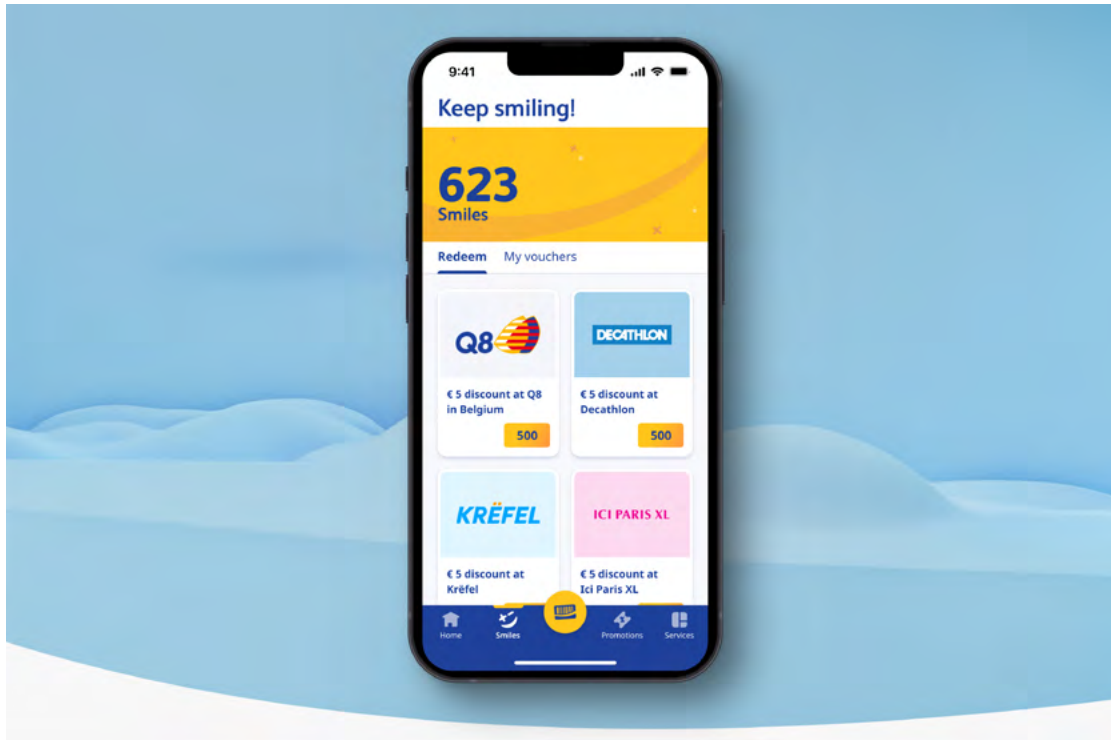 9:41
Keep smiling!
623
Smiles
Redeem My vouchers
Q8
DECATHLON
€ 5 discount at Q8
in Belgium
500
€ 5 discount at
Decathlon
500
KRËFEL
ICI PARIS XL
€ 5 discount at
Krëfel
€ 5 discount at
Ici Paris XL
Home Smiles Promotions Services